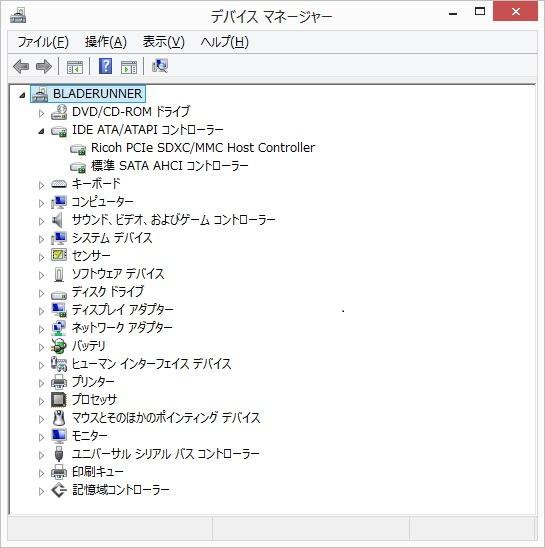 デバイス マネージャー
ファイル(F) 操作(A) 表示(V) ヘルプ(H)
BLADERUNNER
DVD/CD-ROM ドライブ
IDE ATA/ATAPI コントローラー
Ricoh PCIe SDXC/MMC Host Controller
標準 SATA AHCI コントローラー
キーボード
コンピューター
サウンド、ビデオ、およびゲーム コントローラー
システム デバイス
センサー
ソフトウェア デバイス
ディスク ドライブ
ディスプレイ アダプター
ネットワーク アダプター
バッテリ
ヒューマン インターフェイス デバイス
プリンター
プロセッサ
マウスとそのほかのポインティング デバイス
モニター
ユニバーサル シリアル バス コントローラー
印刷キュー
記憶域コントローラー